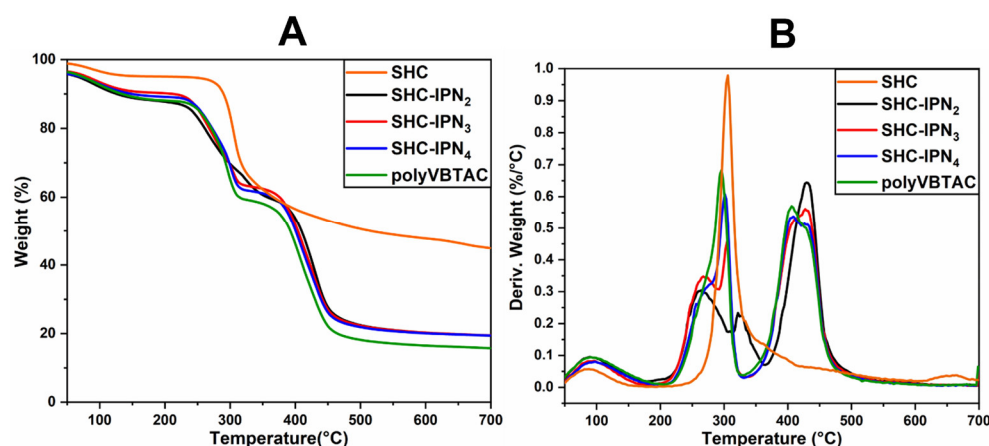 A
100
80
60
40
20
0
Weight (%)
SHC
SHC-IPN₂
SHC-IPN₃
SHC-IPN₄
polyVBTAC
100 200 300 400 500 600 700
Temperature(°C)
B
1.0
0.9
0.8
0.7
0.6
0.5
0.4
0.3
0.2
0.1
0.0
Deriv. Weight (%/°C)
SHC
SHC-IPN₂
SHC-IPN₃
SHC-IPN₄
polyVBTAC
100 200 300 400 500 600 700
Temperature (°C)